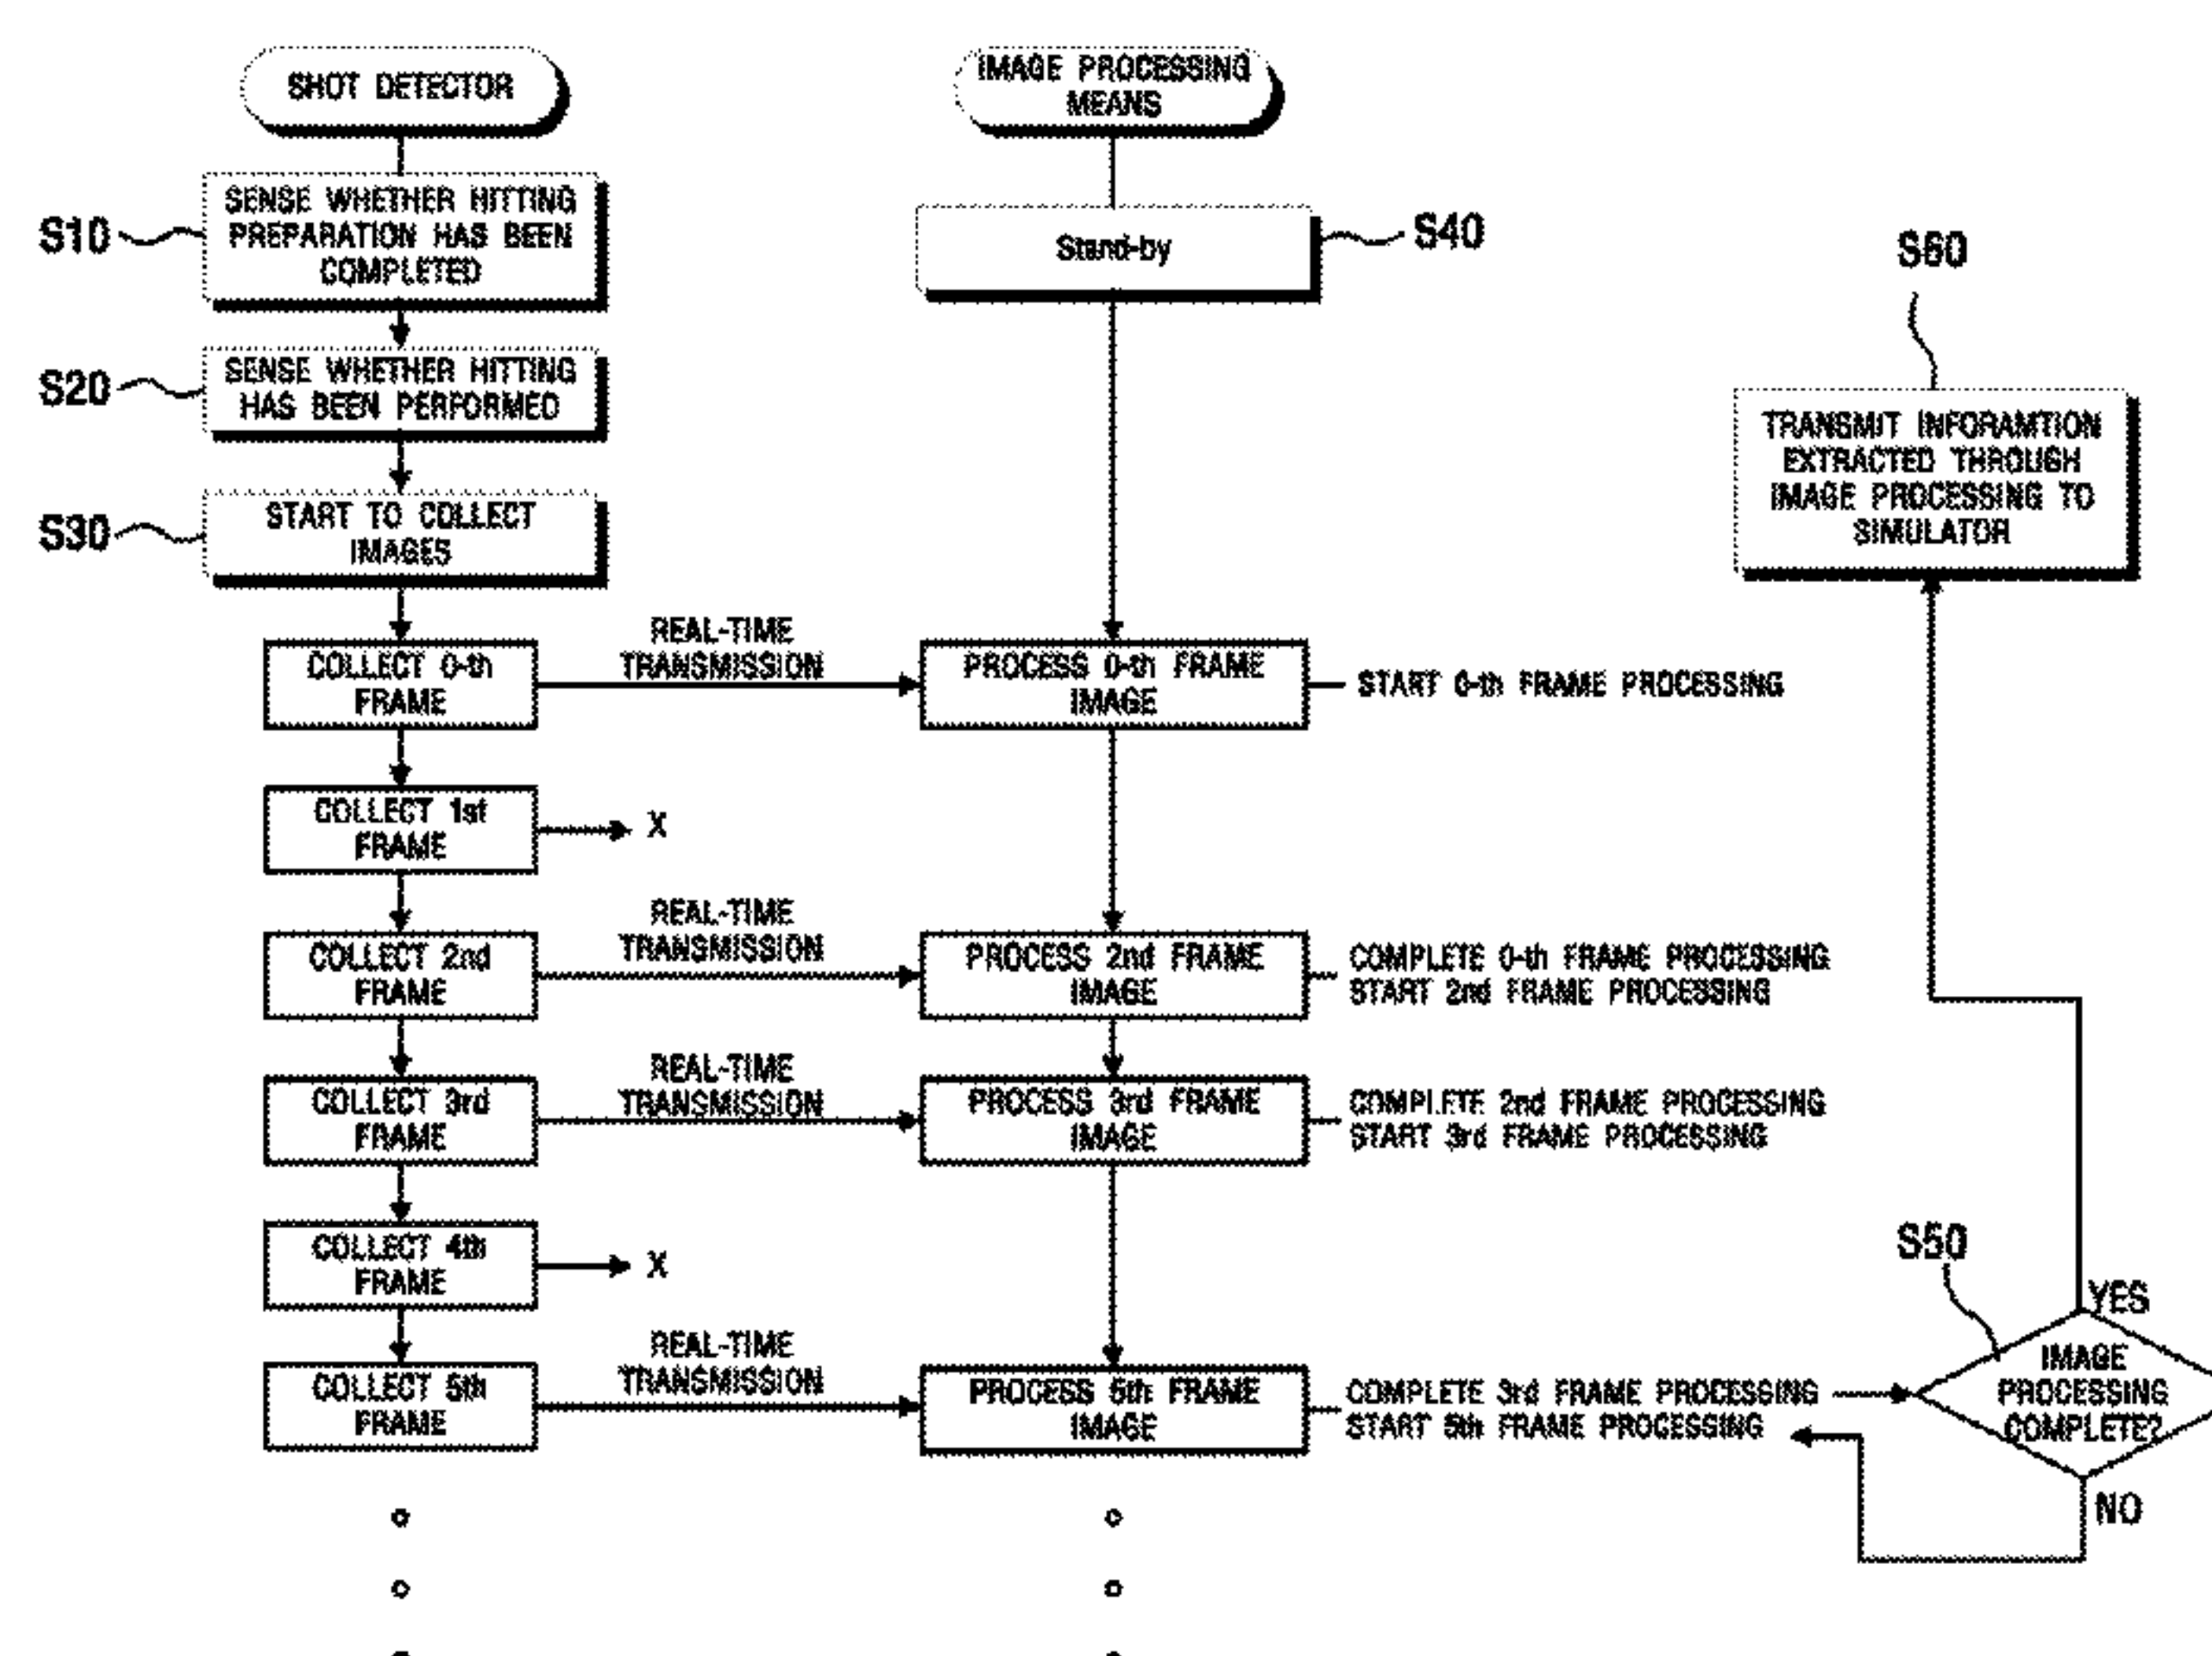 SHOT DETECTOR
IMAGE PROCESSING
MEANS
S10
SENSE WHETHER HITTING
PREPARATION HAS BEEN
COMPLETED
Stand-by
S40
S60
S20
SENSE WHETHER HITTING
HAS BEEN PERFORMED
TRANSMIT INFORAMTION
EXTRACTED THROUGH
IMAGE PROCESSING TO
SIMULATOR
S30
START TO COLLECT
IMAGES
COLLECT 0-th
FRAME
REAL-TIME
TRANSMISSION
PROCESS 0-th FRAME
IMAGE
START 0-th FRAME PROCESSING
COLLECT 1st
FRAME
X
COLLECT 2nd
FRAME
REAL-TIME
TRANSMISSION
PROCESS 2nd FRAME
IMAGE
COMPLETE 0-th FRAME PROCESSING
START 2nd FRAME PROCESSING
COLLECT 3rd
FRAME
REAL-TIME
TRANSMISSION
PROCESS 3rd FRAME
IMAGE
COMPLETE 2nd FRAME PROCESSING
START 3rd FRAME PROCESSING
COLLECT 4th
FRAME
X
S50
YES
IMAGE
PROCESSING
COMPLETE?
NO
COLLECT 5th
FRAME
REAL-TIME
TRANSMISSION
PROCESS 5th FRAME
IMAGE
COMPLETE 3rd FRAME PROCESSING
START 5th FRAME PROCESSING